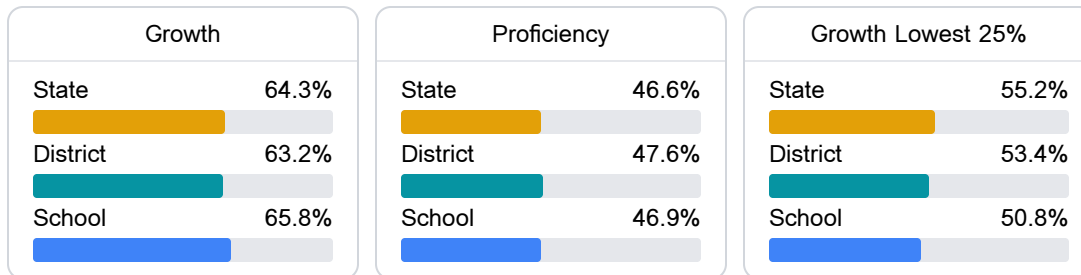 Growth
State 64.3%
District 63.2%
School 65.8%
Proficiency
State 46.6%
District 47.6%
School 46.9%
Growth Lowest 25%
State 55.2%
District 53.4%
School 50.8%